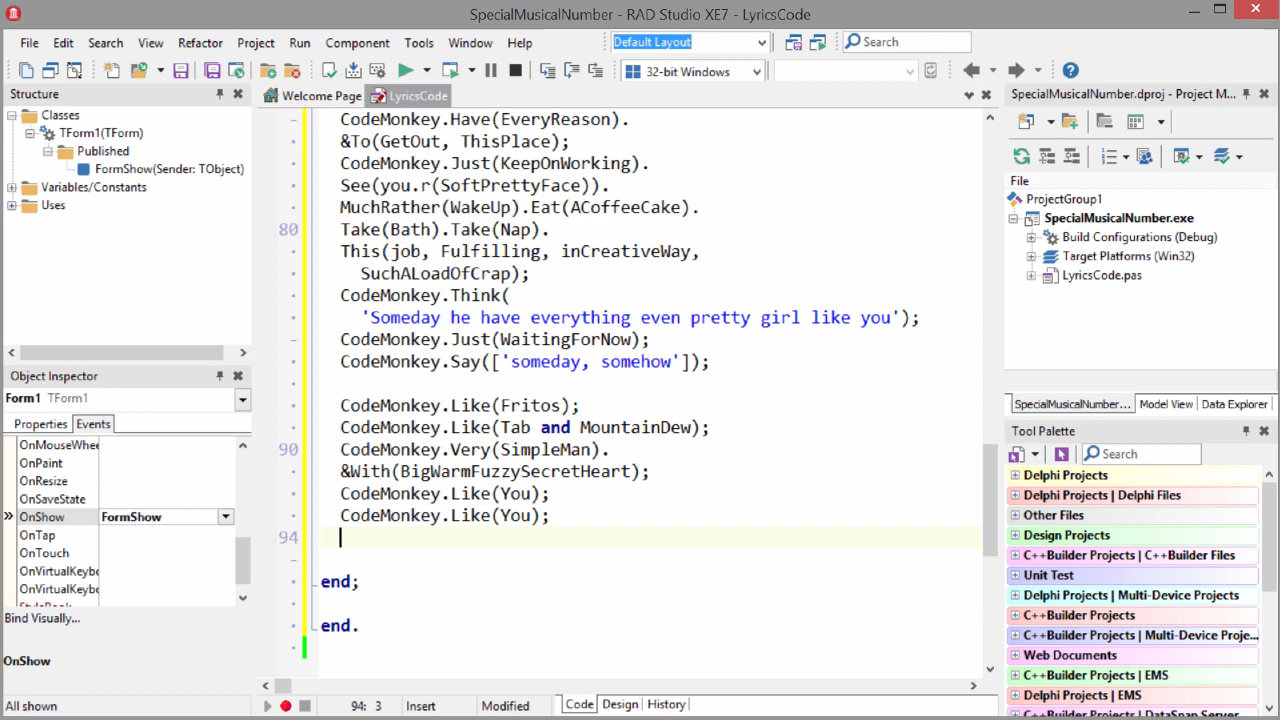 SpecialMusicalNumber - RAD Studio XE7 - LyricsCode
File Edit Search View Refactor Project Run Component Tools Window Help
Default Layout
Search
32-bit Windows
Structure
Classes
TForm1(TForm)
Published
FormShow(Sender: TObject)
Variables/Constants
Uses
Object Inspector
Form1 TForm1
Properties Events
OnMouseWhee
OnPaint
OnResize
OnSaveState
OnShow FormShow
OnTap
OnTouch
OnVirtualKeybo
OnVirtualKeybo
StyleBook
Bind Visually...
OnShow
All shown
Welcome Page LyricsCode
CodeMonkey.Have(EveryReason).
&To(GetOut, ThisPlace);
CodeMonkey.Just(KeepOnWorking).
See(you.r(SoftPrettyFace)).
MuchRather(WakeUp).Eat(ACoffeeCake).
80 Take(Bath).Take(Nap).
This(job, Fulfilling, inCreativeWay,
SuchALoadOfCrap);
CodeMonkey.Think(
'Someday he have everything even pretty girl like you');
CodeMonkey.Just(WaitingForNow);
CodeMonkey.Say(['someday, somehow']);
CodeMonkey.Like(Fritos);
CodeMonkey.Like(Tab and MountainDew);
90 CodeMonkey.Very(SimpleMan).
&With(BigWarmFuzzySecretHeart);
CodeMonkey.Like(You);
CodeMonkey.Like(You);
94
end;
end.
94: 3 Insert Modified Code Design History
SpecialMusicalNumber.dproj - Project M...
File
ProjectGroup1
SpecialMusicalNumber.exe
Build Configurations (Debug)
Target Platforms (Win32)
LyricsCode.pas
SpecialMusicalNumber... Model View Data Explorer
Tool Palette
Search
Delphi Projects
Delphi Projects | Delphi Files
Other Files
Design Projects
C++Builder Projects | C++Builder Files
Unit Test
Delphi Projects | Multi-Device Projects
C++Builder Projects
C++Builder Projects | Multi-Device Proje...
Web Documents
C++Builder Projects | EMS
Delphi Projects | EMS
C++Builder Projects | DataSnap Server